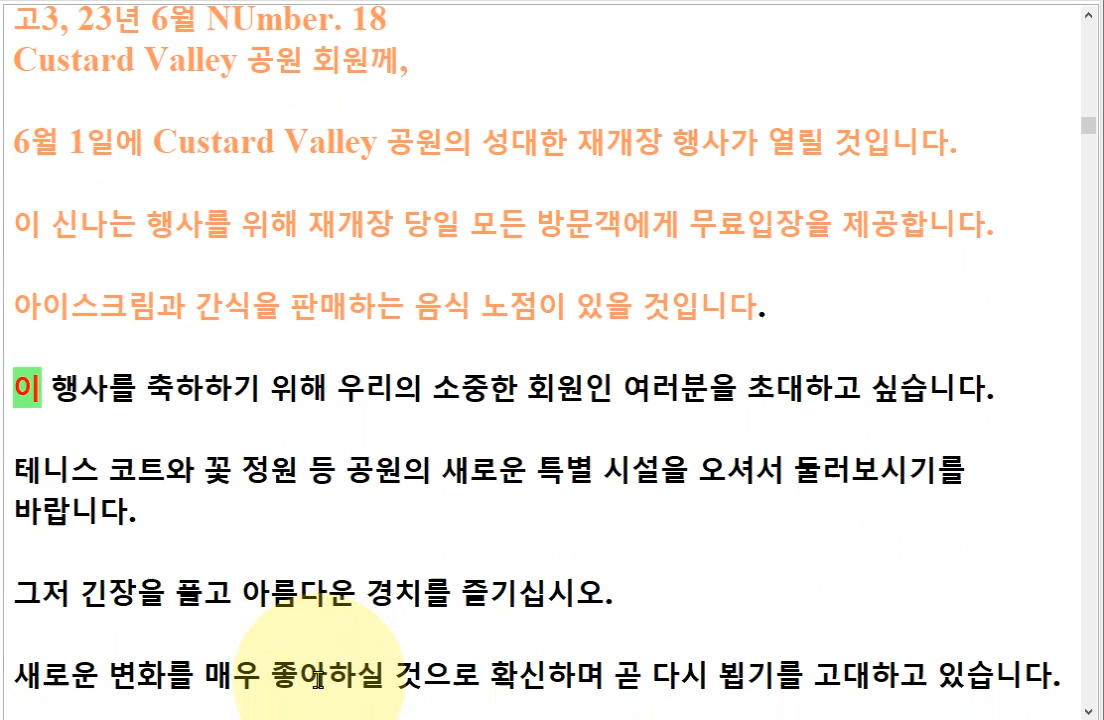 고3, 23년 6월 NUmber. 18
Custard Valley 공원 회원께,
6월 1일에 Custard Valley 공원의 성대한 재개장 행사가 열릴 것입니다.
이 신나는 행사를 위해 재개장 당일 모든 방문객에게 무료입장을 제공합니다.
아이스크림과 간식을 판매하는 음식 노점이 있을 것입니다.
이 행사를 축하하기 위해 우리의 소중한 회원인 여러분을 초대하고 싶습니다.
테니스 코트와 꽃 정원 등 공원의 새로운 특별 시설을 오셔서 둘러보시기를
바랍니다.
그저 긴장을 풀고 아름다운 경치를 즐기십시오.
새로운 변화를 매우 좋아하실 것으로 확신하며 곧 다시 뵙기를 고대하고 있습니다.